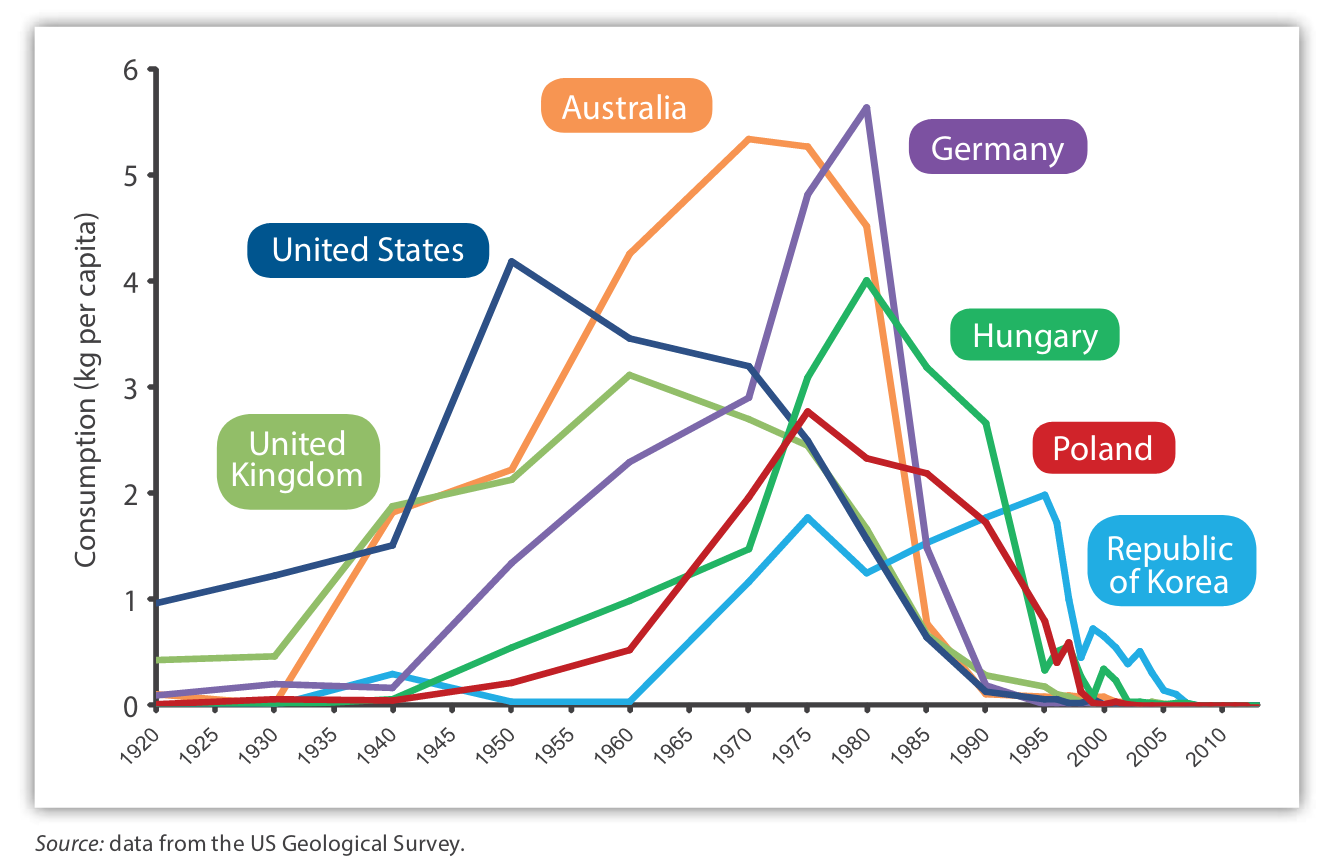 6
5
4
3
2
1
0
Consumption (kg per capita)
Australia
Germany
United States
Hungary
United
Kingdom
Poland
Republic
of Korea
1920
1925
1930
1935
1940
1945
1950
1955
1960
1965
1970
1975
1980
1985
1990
1995
2000
2005
2010
Source: data from the US Geological Survey.